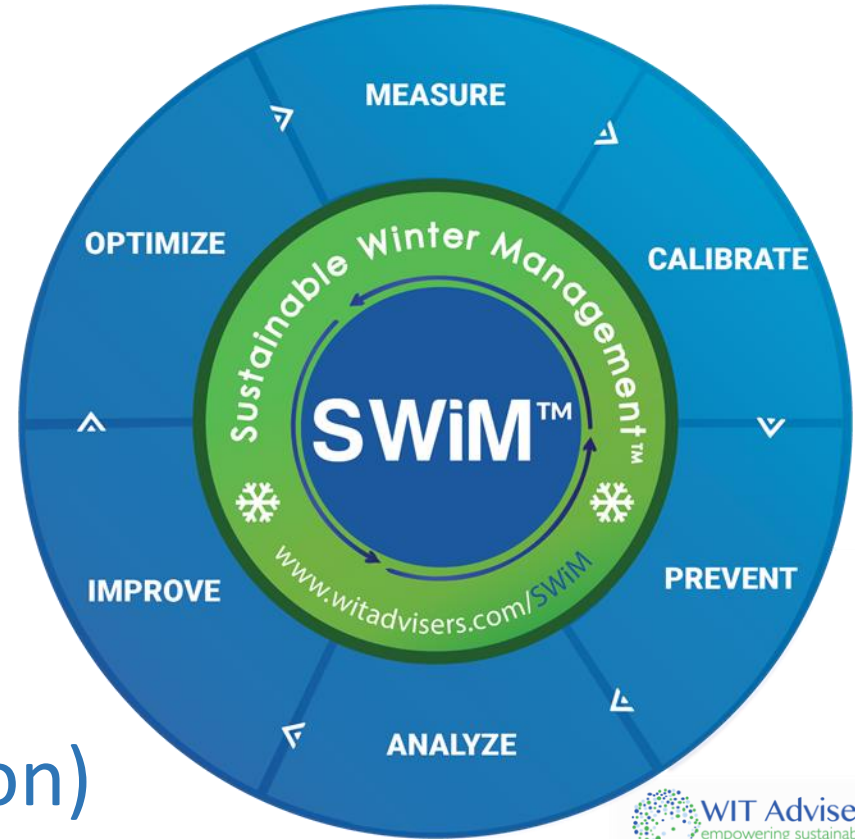 MEASURE
OPTIMIZE
CALIBRATE
Sustainable Winter Management™
SWiM™
www.witadvisers.com/SWiM
IMPROVE
PREVENT
ANALYZE
on)
WIT Advise
empowering sustainab